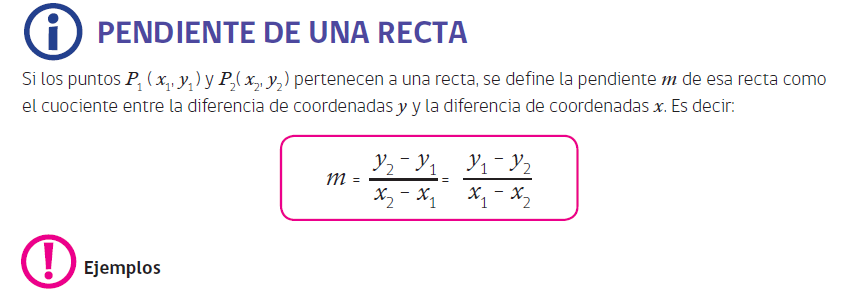 PENDIENTE DE UNA RECTA
Si los puntos P₁ ( x₁, y₁) y P₂( x₂, y₂) pertenecen a una recta, se define la pendiente m de esa recta como
el cuociente entre la diferencia de coordenadas y y la diferencia de coordenadas x. Es decir:
m = (y₂ - y₁)/(x₂ - x₁) = (y₁ - y₂)/(x₁ - x₂)
Ejemplos